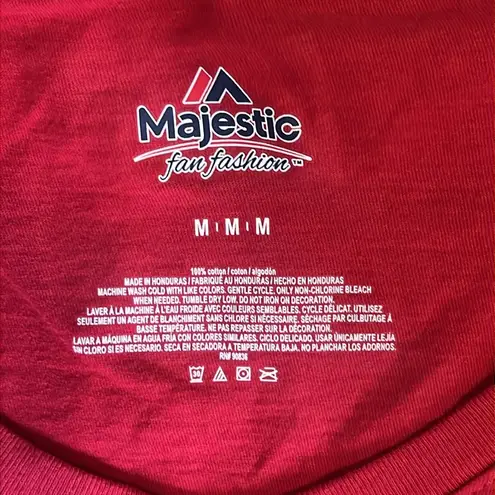 Majestic
fan fashion™
M I M I M
100% cotton / coton / algodón
MADE IN HONDURAS / FABRIQUÉ AU HONDURAS / HECHO EN HONDURAS
MACHINE WASH COLD WITH LIKE COLORS. GENTLE CYCLE. ONLY NON-CHLORINE BLEACH
WHEN NEEDED. TUMBLE DRY LOW. DO NOT IRON ON DECORATION.
LAVER À LA MACHINE À L'EAU FROIDE AVEC COULEURS SEMBLABLES. CYCLE DÉLICAT. UTILISEZ
SEULEMENT UN AGENT DE BLANCHIMENT SANS CHLORE SI NÉCESSAIRE. SÉCHAGE PAR CULBUTAGE À
BASSE TEMPÉRATURE. NE PAS REPASSER SUR LA DÉCORATION.
LAVAR A MÁQUINA EN AGUA FRÍA CON COLORES SIMILARES. CICLO DELICADO. USAR ÚNICAMENTE LEJÍA
SIN CLORO SI ES NECESARIO. SECA EN SECADORA A TEMPERATURA BAJA. NO PLANCHAR LOS ADORNOS.
RN# 90836
30